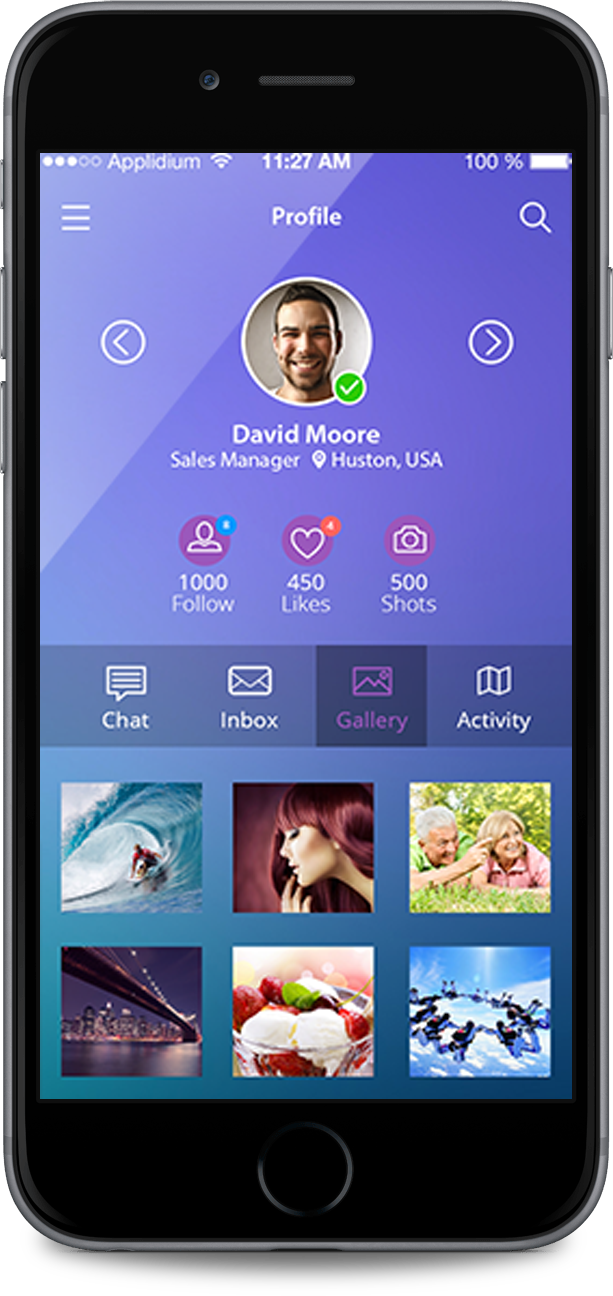 Applidium 11:27 AM 100 %
Profile
David Moore
Sales Manager Huston, USA
8 4
1000 450 500
Follow Likes Shots
Chat Inbox Gallery Activity